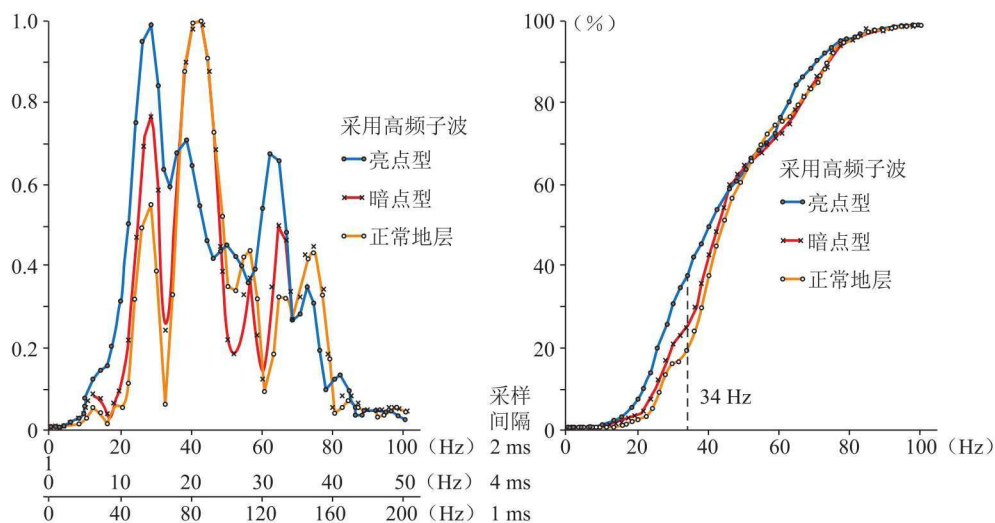 1.0
0.8
0.6
0.4
0.2
0
采用高频子波
亮点型
暗点型
正常地层
0 20 40 60 80 100 (Hz)
1
0 10 20 30 40 50 (Hz)
0 40 80 120 160 200 (Hz)
采样
间隔
2 ms
4 ms
1 ms
100 (%)
80
60
40
20
0
采用高频子波
亮点型
暗点型
正常地层
34 Hz
0 20 40 60 80 100 (Hz)